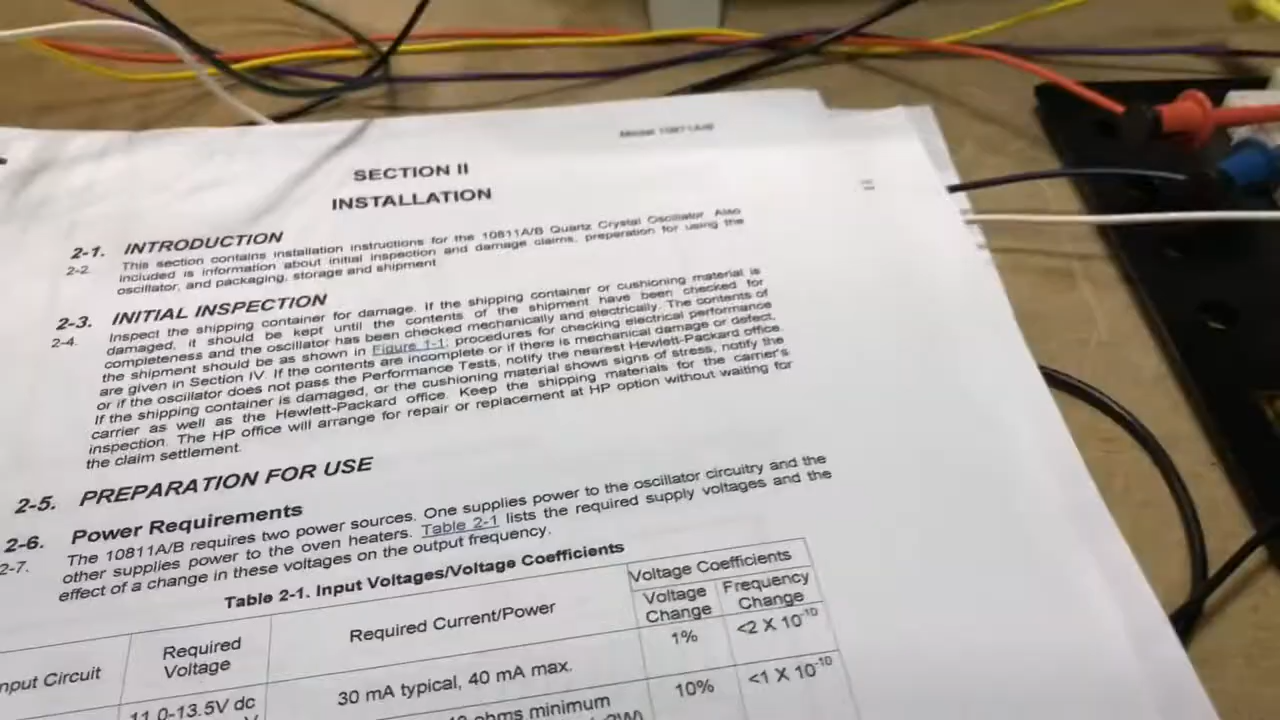 Model 10811A/B
SECTION II
INSTALLATION
2-1. INTRODUCTION
2-2. This section contains installation instructions for the 10811A/B Quartz Crystal Oscillator. Also
included is information about initial inspection and damage claims, preparation for using the
oscillator, and packaging, storage and shipment
2-3. INITIAL INSPECTION
2-4. Inspect the shipping container for damage. If the shipping container or cushioning material is
damaged, it should be kept until the contents of the shipment have been checked for
completeness and the oscillator has been checked mechanically and electrically. The contents of
the shipment should be as shown in Figure 1-1; procedures for checking electrical performance
are given in Section IV. If the contents are incomplete or if there is mechanical damage or defect,
or if the oscillator does not pass the Performance Tests, notify the nearest Hewlett-Packard office.
If the shipping container is damaged, or the cushioning material shows signs of stress, notify the
carrier as well as the Hewlett-Packard office. Keep the shipping materials for the carrier's
inspection. The HP office will arrange for repair or replacement at HP option without waiting for
the claim settlement.
2-5. PREPARATION FOR USE
2-6. Power Requirements
2-7. The 10811A/B requires two power sources. One supplies power to the oscillator circuitry and the
other supplies power to the oven heaters. Table 2-1 lists the required supply voltages and the
effect of a change in these voltages on the output frequency.
Table 2-1. Input Voltages/Voltage Coefficients
nput Circuit
Required
Voltage
Required Current/Power
Voltage Coefficients
Voltage
Change
Frequency
Change
11.0-13.5V dc
30 mA typical, 40 mA max.
1%
<2 X 10⁻¹⁰
ohms minimum
10%
<1 X 10⁻¹⁰